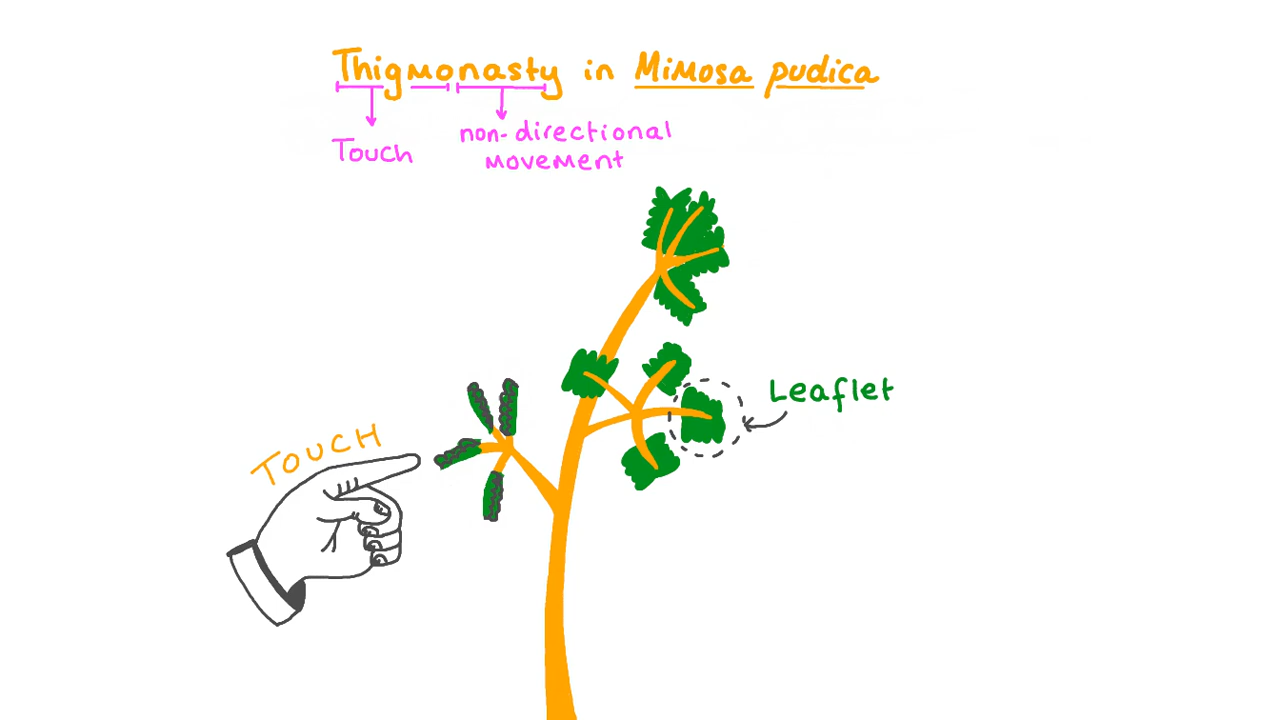 Thigmonasty in Mimosa pudica
Touch
non-directional
movement
Leaflet
TOUCH